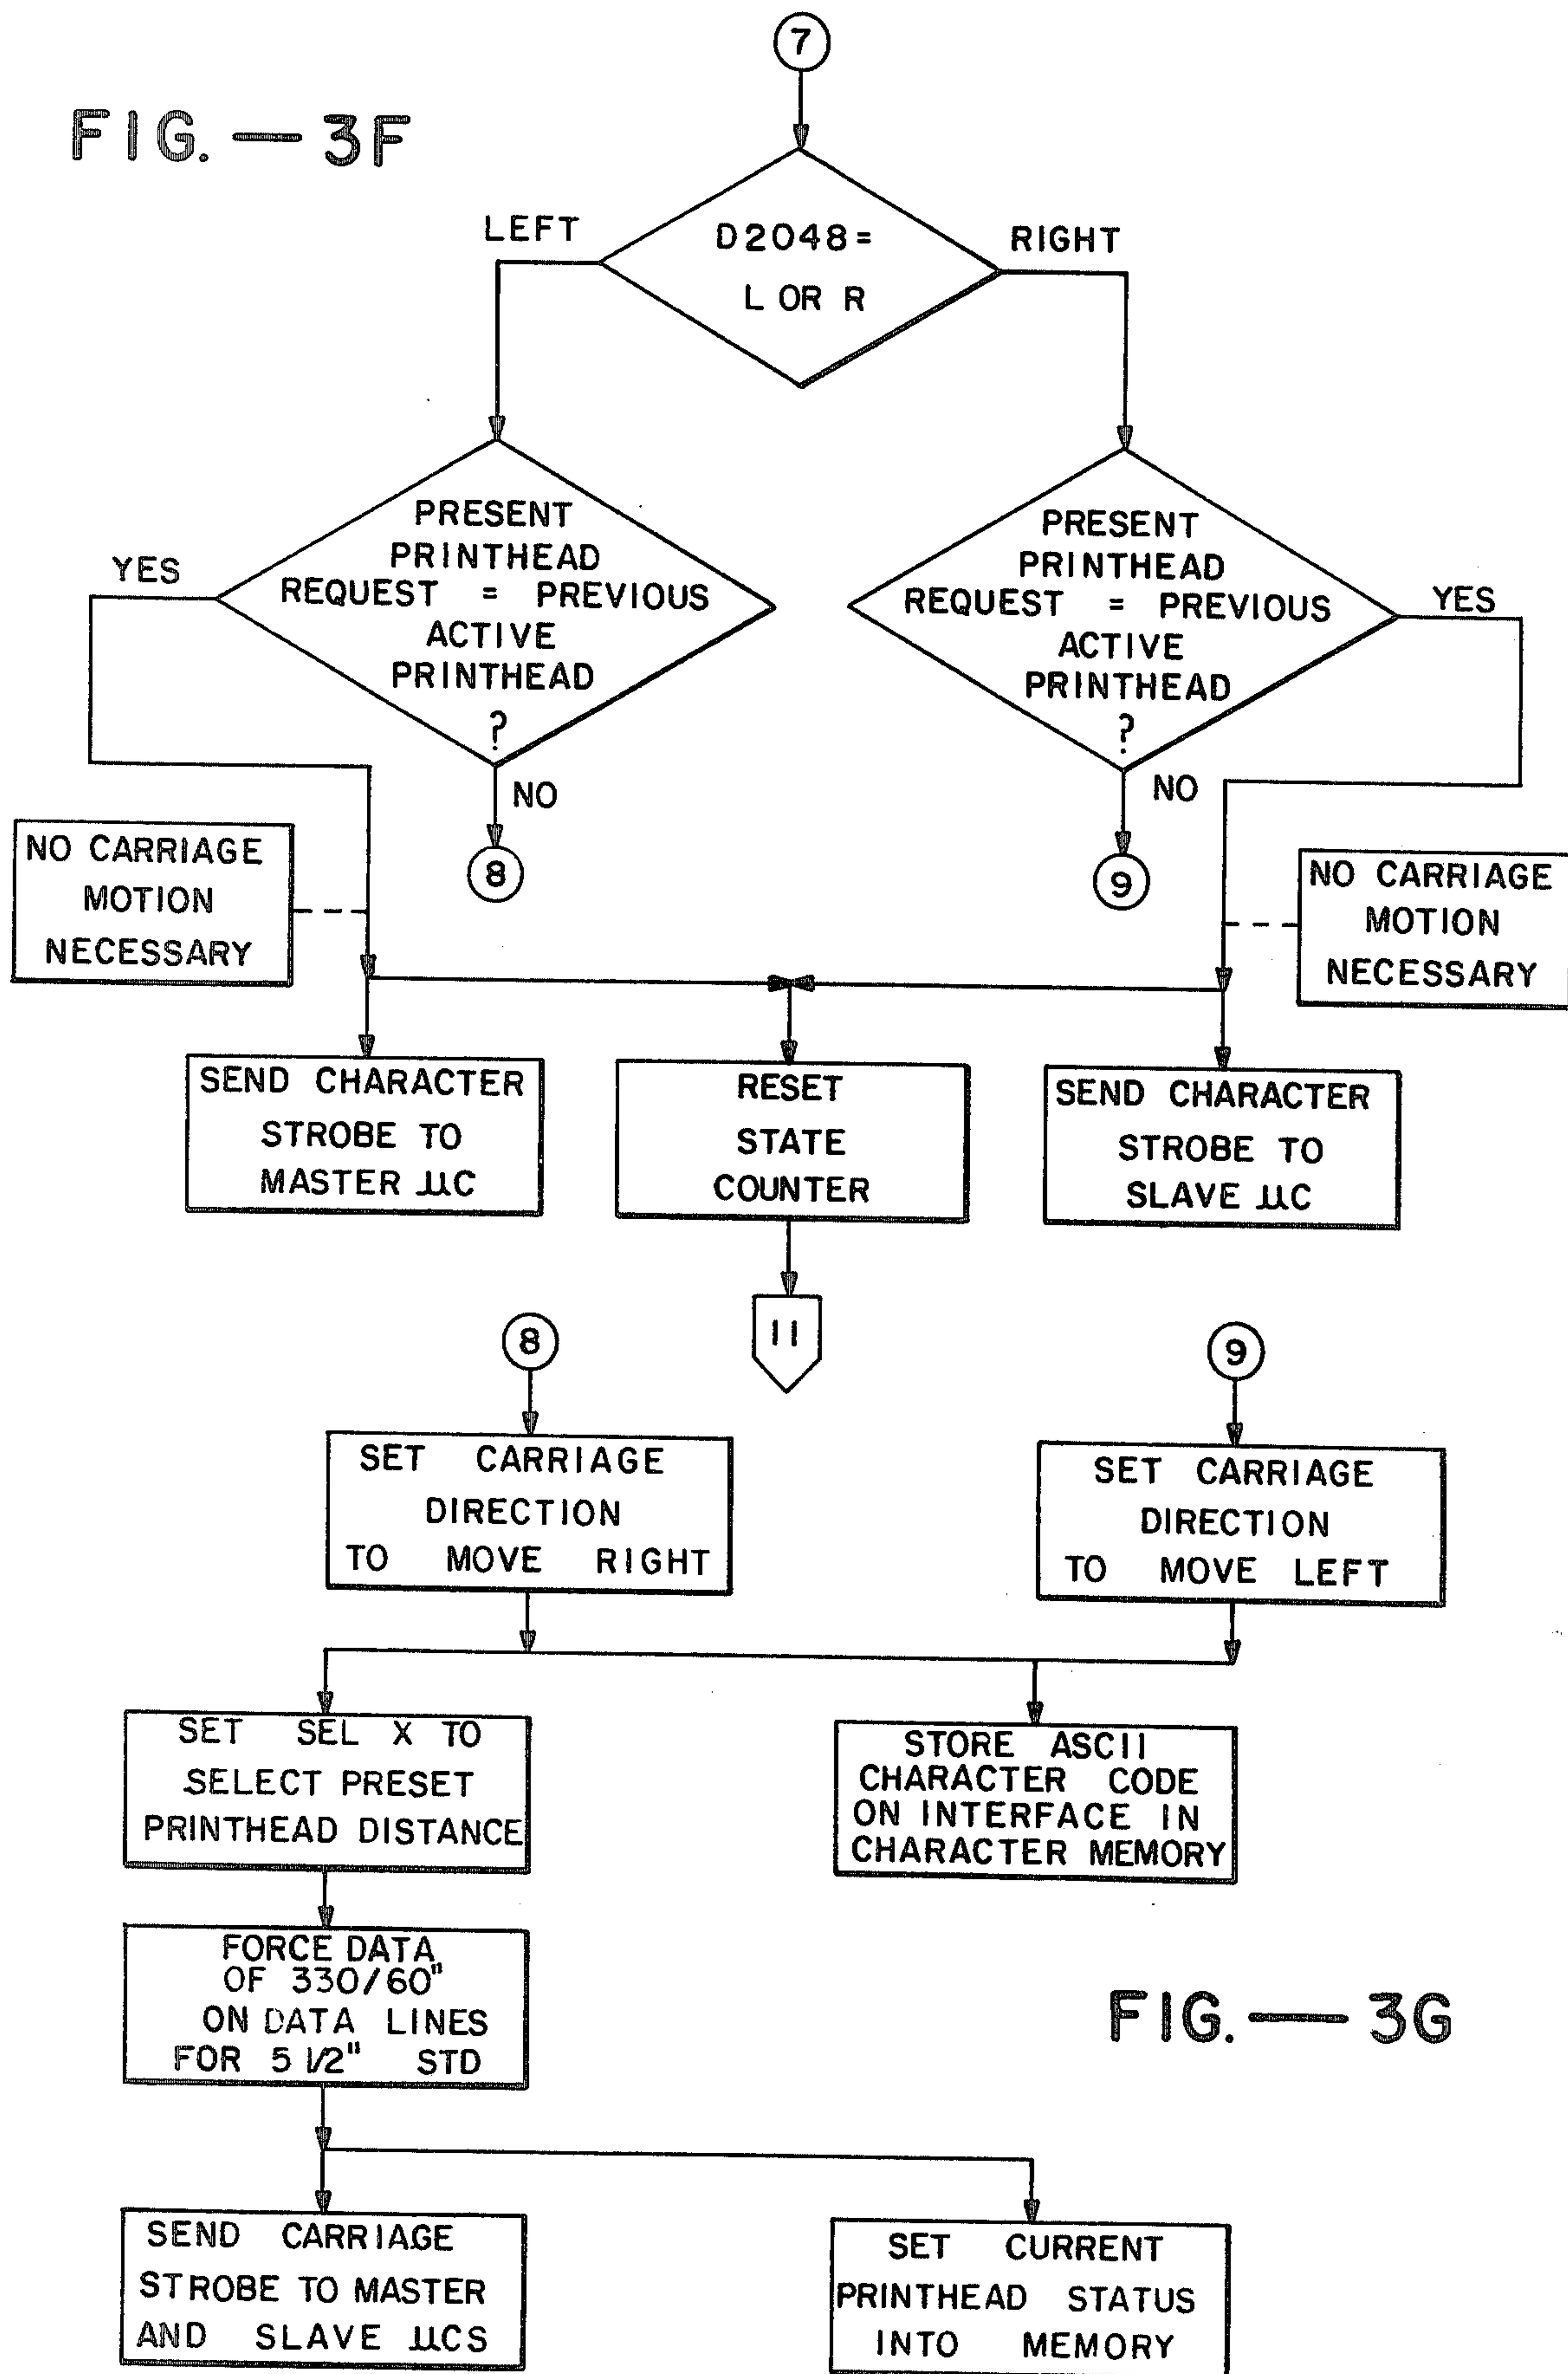 7
FIG. — 3F
LEFT
D2048 =
L OR R
RIGHT
PRESENT
PRINTHEAD
REQUEST = PREVIOUS
ACTIVE
PRINTHEAD
?
YES
NO
8
PRESENT
PRINTHEAD
REQUEST = PREVIOUS
ACTIVE
PRINTHEAD
?
YES
NO
9
NO CARRIAGE
MOTION
NECESSARY
NO CARRIAGE
MOTION
NECESSARY
SEND CHARACTER
STROBE TO
MASTER μC
RESET
STATE
COUNTER
SEND CHARACTER
STROBE TO
SLAVE μC
11
8
9
SET CARRIAGE
DIRECTION
TO MOVE RIGHT
SET CARRIAGE
DIRECTION
TO MOVE LEFT
SET SEL X TO
SELECT PRESET
PRINTHEAD DISTANCE
STORE ASCII
CHARACTER CODE
ON INTERFACE IN
CHARACTER MEMORY
FORCE DATA
OF 330/60"
ON DATA LINES
FOR 5 1/2" STD
FIG. — 3G
SEND CARRIAGE
STROBE TO MASTER
AND SLAVE μCS
SET CURRENT
PRINTHEAD STATUS
INTO MEMORY